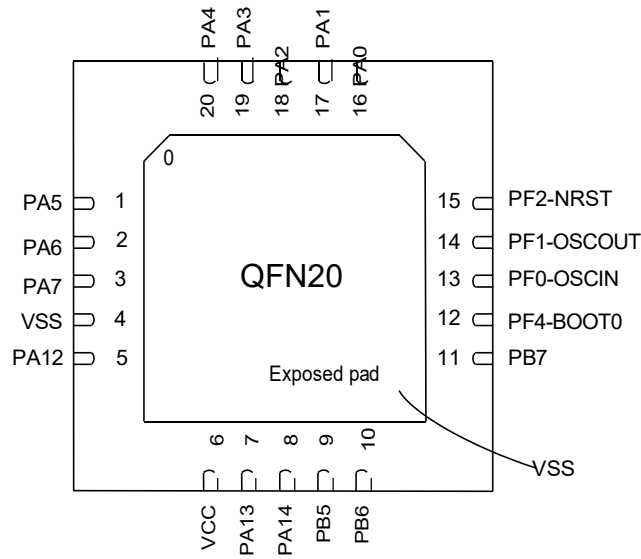 PA4 PA3 PA2 PA1 PA0
20 19 18 17 16
0
PA5 1
PA6 2
PA7 3
VSS 4
PA12 5
QFN20
Exposed pad
15 PF2-NRST
14 PF1-OSCOUT
13 PF0-OSCIN
12 PF4-BOOT0
11 PB7
VSS
6 7 8 9 10
VCC PA13 PA14 PB5 PB6